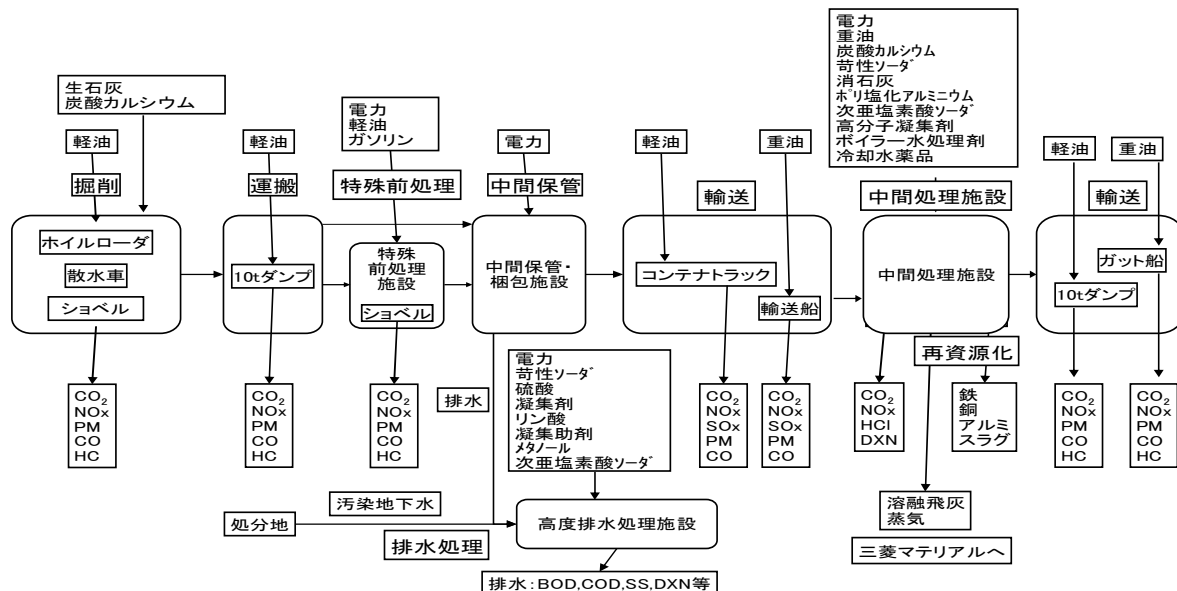 生石灰
炭酸カルシウム
軽油
掘削
ホイルローダ
散水車
ショベル
CO₂
NOx
PM
CO
HC
軽油
運搬
10tダンプ
CO₂
NOx
PM
CO
HC
電力
軽油
ガソリン
特殊前処理
特殊
前処理
施設
ショベル
CO₂
NOx
PM
CO
HC
電力
中間保管
中間保管・
梱包施設
排水
軽油
重油
輸送
コンテナトラック
輸送船
CO₂
NOx
SOx
PM
CO
CO₂
NOx
SOx
PM
CO
電力
重油
炭酸カルシウム
苛性ソーダ
消石灰
ポリ塩化アルミニウム
次亜塩素酸ソーダ
高分子凝集剤
ボイラー水処理剤
冷却水薬品
中間処理施設
中間処理施設
再資源化
CO₂
NOx
HCl
DXN
鉄
銅
アルミ
スラグ
溶融飛灰
蒸気
三菱マテリアルへ
軽油
重油
輸送
ガット船
10tダンプ
CO₂
NOx
PM
CO
HC
CO₂
NOx
PM
CO
HC
電力
苛性ソーダ
硫酸
凝集剤
リン酸
凝集助剤
メタノール
次亜塩素酸ソーダ
処分地
汚染地下水
排水処理
高度排水処理施設
排水：BOD,COD,SS,DXN等